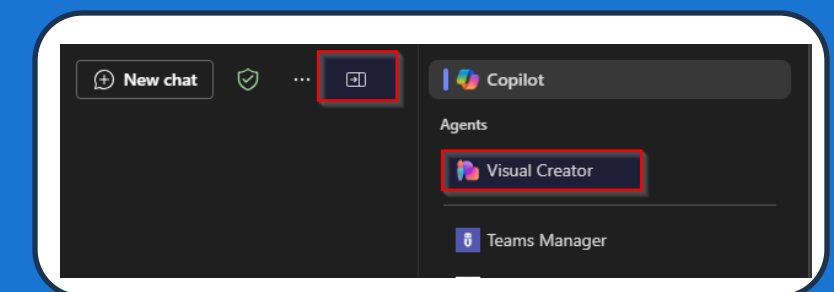 New chat
Copilot
Agents
Visual Creator
Teams Manager